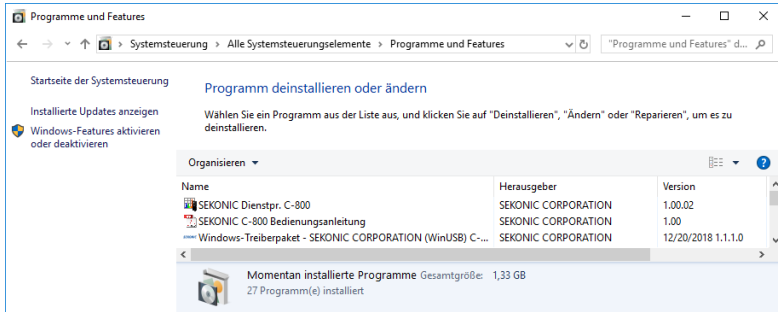 Programme und Features
Systemsteuerung > Alle Systemsteuerungselemente > Programme und Features
"Programme und Features" d...
Startseite der Systemsteuerung
Installierte Updates anzeigen
Windows-Features aktivieren
oder deaktivieren
Programm deinstallieren oder ändern
Wählen Sie ein Programm aus der Liste aus, und klicken Sie auf "Deinstallieren", "Ändern" oder "Reparieren", um es zu
deinstallieren.
Organisieren
Name Herausgeber Version
SEKONIC Dienstpr. C-800 SEKONIC CORPORATION 1.00.02
SEKONIC C-800 Bedienungsanleitung SEKONIC CORPORATION 1.00
Windows-Treiberpaket - SEKONIC CORPORATION (WinUSB) C-... SEKONIC CORPORATION 12/20/2018 1.1.1.0
Momentan installierte Programme Gesamtgröße: 1,33 GB
27 Programm(e) installiert